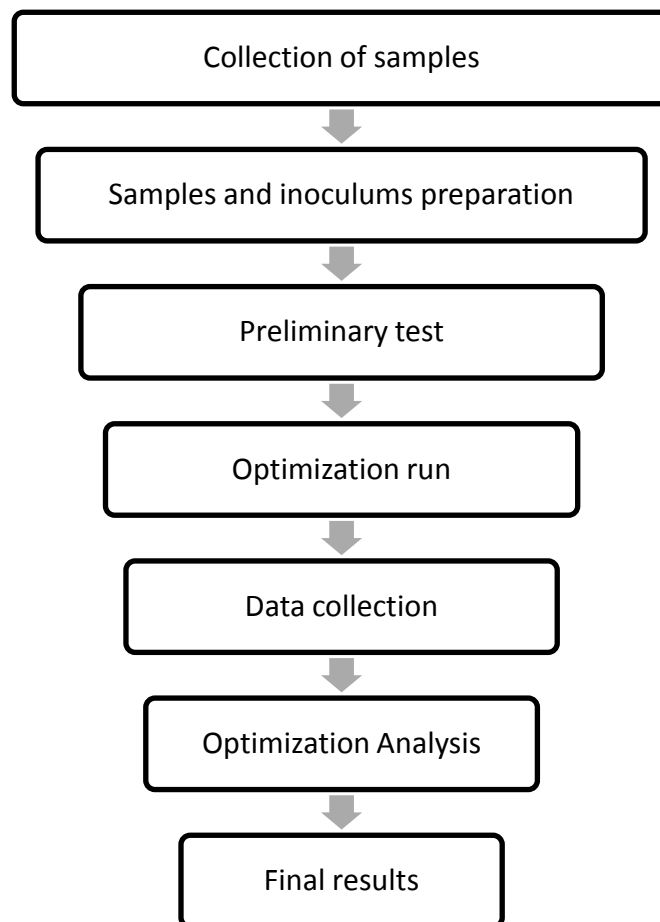 Collection of samples
Samples and inoculums preparation
Preliminary test
Optimization run
Data collection
Optimization Analysis
Final results